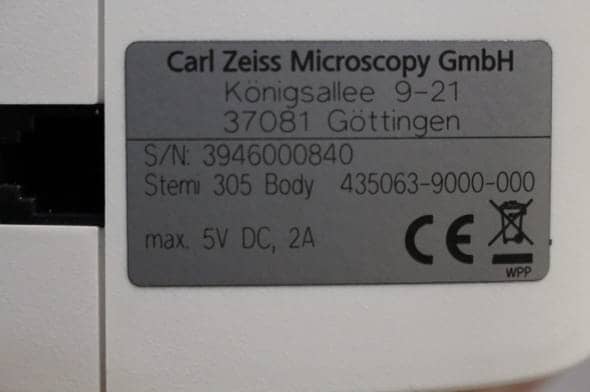 Carl Zeiss Microscopy GmbH
Königsallee 9-21
37081 Göttingen
S/N: 3946000840
Stemi 305 Body 435063-9000-000
max. 5V DC, 2A
CE
WPP